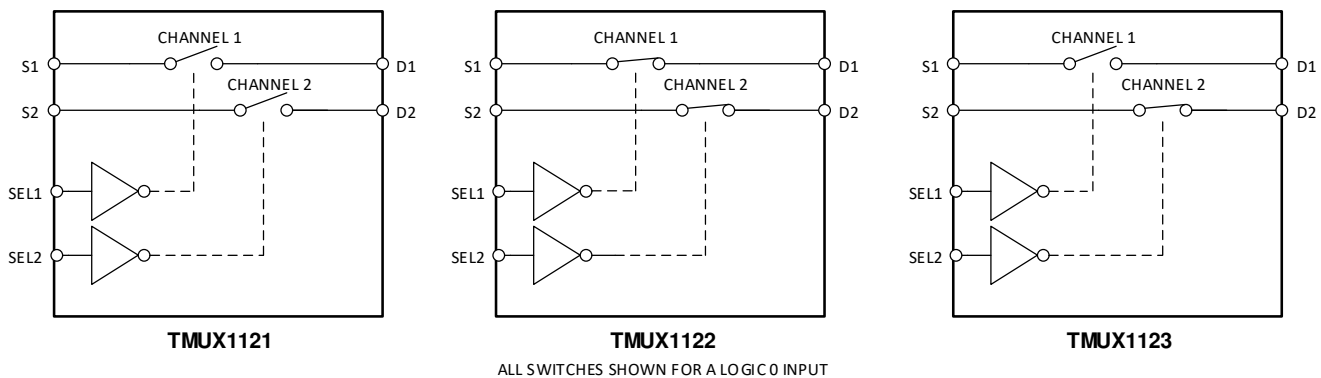 CHANNEL 1
S1
D1
CHANNEL 2
S2
D2
SEL1
SEL2
TMUX1121
CHANNEL 1
S1
D1
CHANNEL 2
S2
D2
SEL1
SEL2
TMUX1122
CHANNEL 1
S1
D1
CHANNEL 2
S2
D2
SEL1
SEL2
TMUX1123
ALL SWITCHES SHOWN FOR A LOGIC 0 INPUT